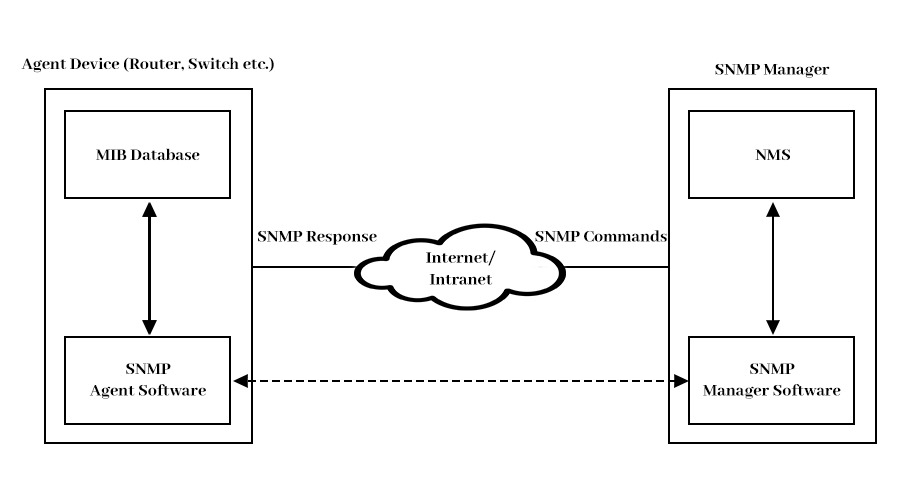 Agent Device (Router, Switch etc.)
SNMP Manager
MIB Database
NMS
SNMP Response
SNMP Commands
Internet/
Intranet
SNMP
Agent Software
SNMP
Manager Software